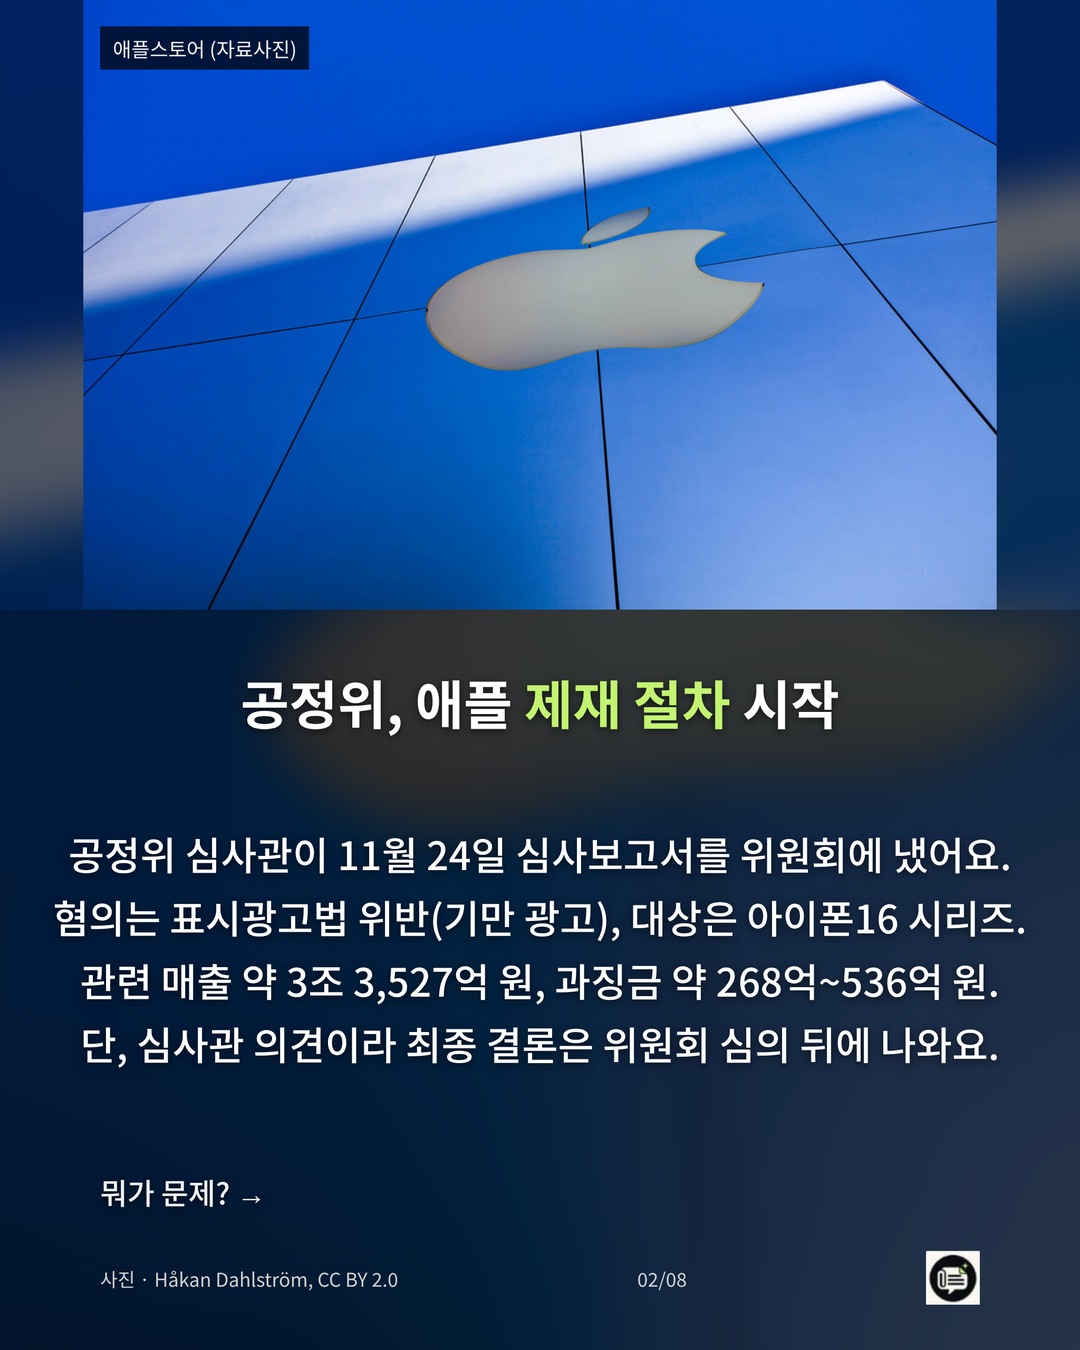 애플스토어 (자료사진)
공정위, 애플 제재 절차 시작
공정위 심사관이 11월 24일 심사보고서를 위원회에 냈어요.
혐의는 표시광고법 위반(기만 광고), 대상은 아이폰16 시리즈.
관련 매출 약 3조 3,527억 원, 과징금 약 268억~536억 원.
단, 심사관 의견이라 최종 결론은 위원회 심의 뒤에 나와요.
뭐가 문제? →
사진 · Håkan Dahlström, CC BY 2.0
02/08